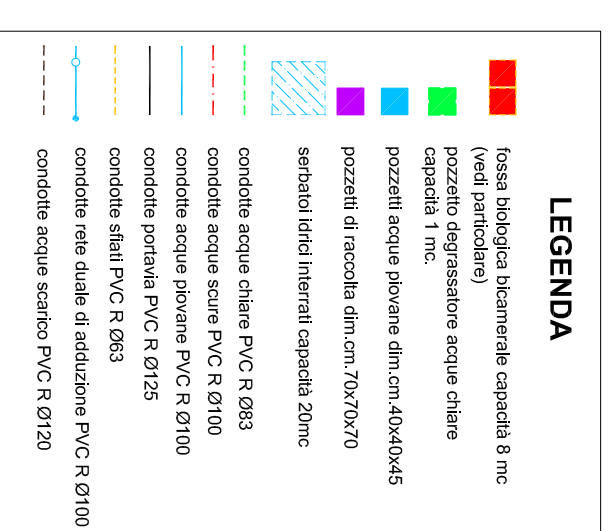 LEGENDA
fossa biologica bicamerale capacità 8 mc
(vedi particolare)
pozzetto degrassatore acque chiare
capacità 1 mc.
pozzetti acque piovane dim.cm.40x40x45
pozzetti di raccolta dim.cm.70x70x70
serbatoi idrici interrati capacità 20mc
condotte acque chiare PVC R Ø83
condotte acque scure PVC R Ø100
condotte acque piovane PVC R Ø100
condotte portavia PVC R Ø125
condotte sfiati PVC R Ø63
condotte rete duale di adduzione PVC R Ø100
condotte acque scarico PVC R Ø120